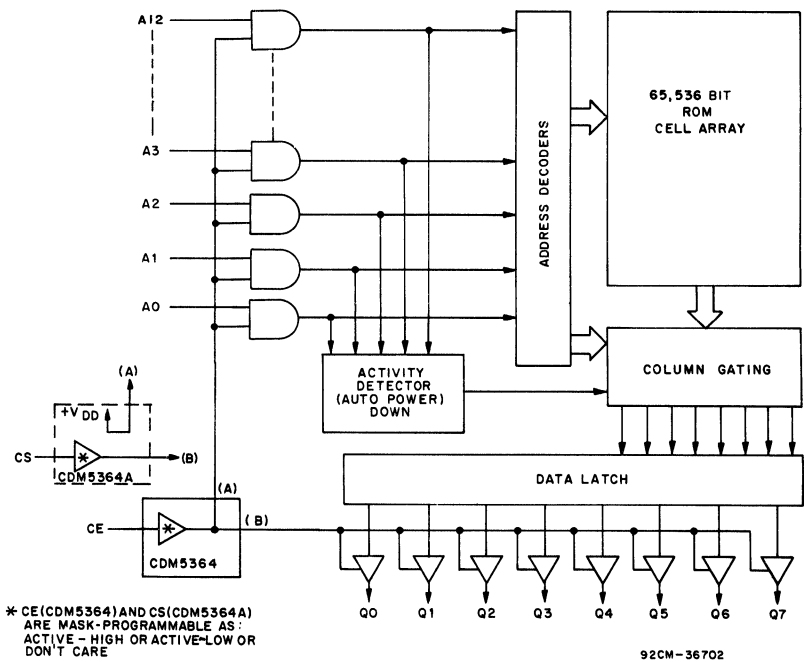 A12
A3
A2
A1
A0
ADDRESS DECODERS
65,536 BIT
ROM
CELL ARRAY
ACTIVITY
DETECTOR
(AUTO POWER)
DOWN
COLUMN GATING
(A)
+VDD
CS
*
(B)
CDM5364A
DATA LATCH
(A)
CE
*
(B)
CDM5364
Q0 Q1 Q2 Q3 Q4 Q5 Q6 Q7
* CE(CDM5364) AND CS(CDM5364A)
ARE MASK-PROGRAMMABLE AS:
ACTIVE-HIGH OR ACTIVE-LOW OR
DON'T CARE
92CM-36702